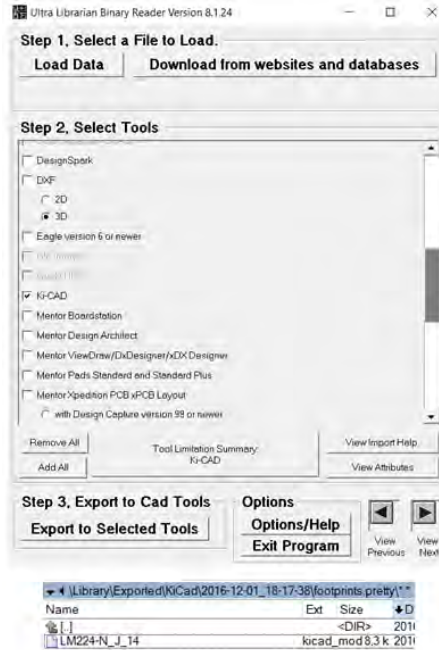 Ultra Librarian Binary Reader Version 8.1.24
Step 1, Select a File to Load.
Load Data
Download from websites and databases
Step 2, Select Tools
DesignSpark
DXF
2D
3D
Eagle version 6 or newer
Ki-CAD
Mentor Boardstation
Mentor Design Architect
Mentor ViewDraw/DxDesigner/xDX Designer
Mentor Pads Standard and Standard Plus
Mentor Xpedition PCB xPCB Layout
with Design Capture version 99 or newer
Remove All
Add All
Tool Limitation Summary:
Ki-CAD
View Import Help
View Attributes
Step 3, Export to Cad Tools
Export to Selected Tools
Options
Options/Help
Exit Program
View Previous
View Next
\Library\Exported\KiCad\2016-12-01_18-17-38\footprints.pretty\*.*
Name Ext Size D
[..] <DIR> 201
LM224-N_J_14 kicad_mod 8,3 k 201